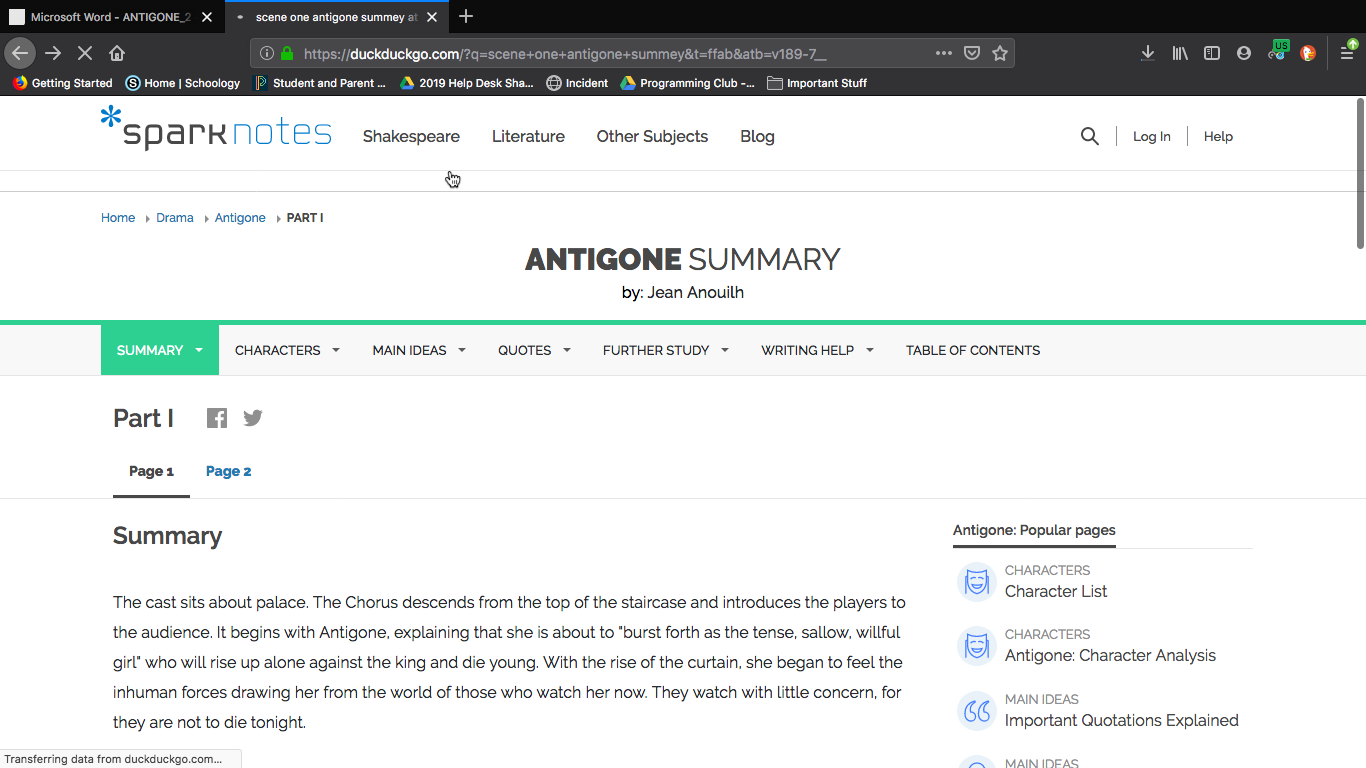 Microsoft Word - ANTIGONE_2
scene one antigone summey at
https://duckduckgo.com/?q=scene+one+antigone+summey&t=ffab&atb=v189-7__
US
Getting Started
Home | Schoology
Student and Parent ...
2019 Help Desk Sha...
Incident
Programming Club -...
Important Stuff
*sparknotes
Shakespeare
Literature
Other Subjects
Blog
Log In
Help
Home
Drama
Antigone
PART I
ANTIGONE SUMMARY
by: Jean Anouilh
SUMMARY
CHARACTERS
MAIN IDEAS
QUOTES
FURTHER STUDY
WRITING HELP
TABLE OF CONTENTS
Part I
Page 1
Page 2
Summary
The cast sits about palace. The Chorus descends from the top of the staircase and introduces the players to
the audience. It begins with Antigone, explaining that she is about to "burst forth as the tense, sallow, willful
girl" who will rise up alone against the king and die young. With the rise of the curtain, she began to feel the
inhuman forces drawing her from the world of those who watch her now. They watch with little concern, for
they are not to die tonight.
Antigone: Popular pages
CHARACTERS
Character List
CHARACTERS
Antigone: Character Analysis
MAIN IDEAS
Important Quotations Explained
MAIN IDEAS
Transferring data from duckduckgo.com...